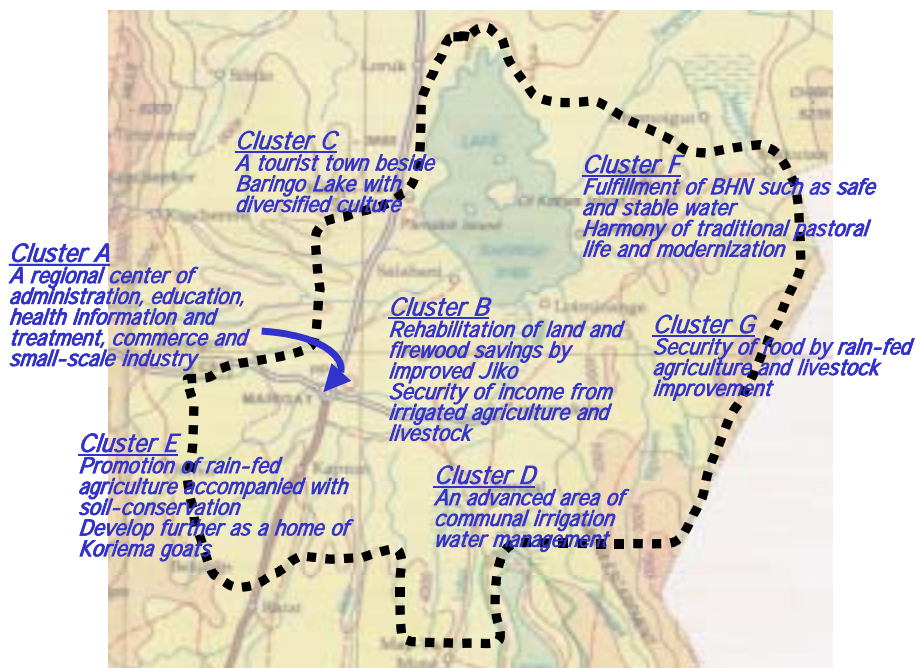 Loruk
Cluster C
A tourist town beside
Baringo Lake with
diversified culture
LAKE
Cluster F
Fulfillment of BHN such as safe
and stable water
Harmony of traditional pastoral
life and modernization
Salabani
Cluster A
A regional center of
administration, education,
health information and
treatment, commerce and
small-scale industry
Cluster B
Rehabilitation of land and
firewood savings by
improved Jiko
Security of income from
irrigated agriculture and
livestock
Cluster G
Security of food by rain-fed
agriculture and livestock
improvement
MARIGAT
Cluster E
Promotion of rain-fed
agriculture accompanied with
soil-conservation
Develop further as a home of
Koriema goats
Cluster D
An advanced area of
communal irrigation
water management